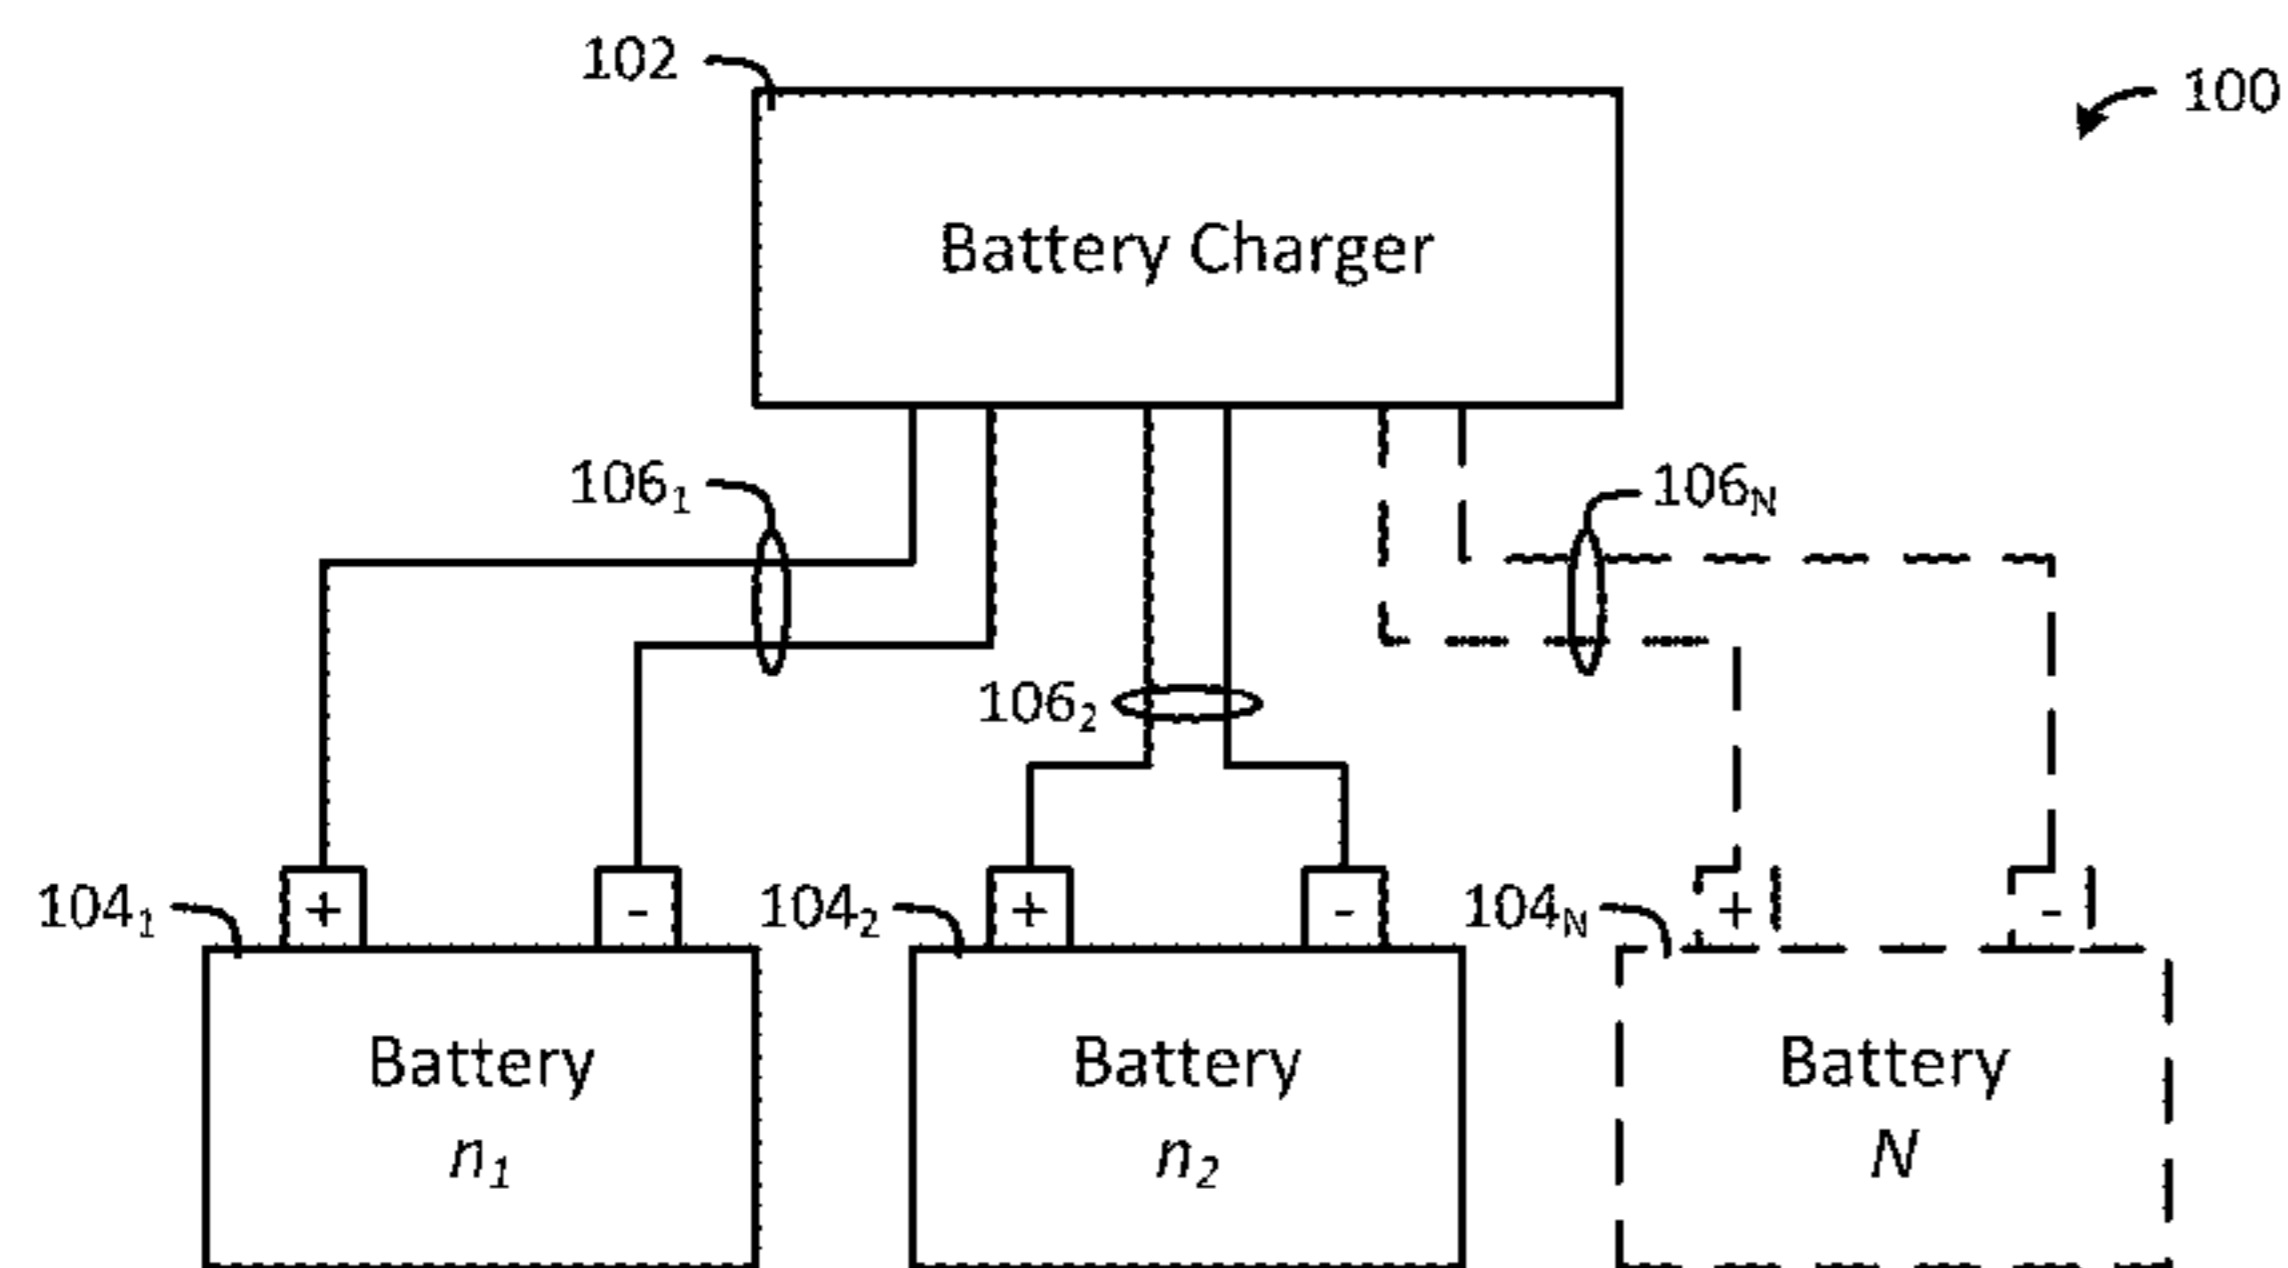 102
100
Battery Charger
106₁
106N
106₂
+ - + - + -
104₁ 104₂ 104N
Battery Battery Battery
n₁ n₂ N